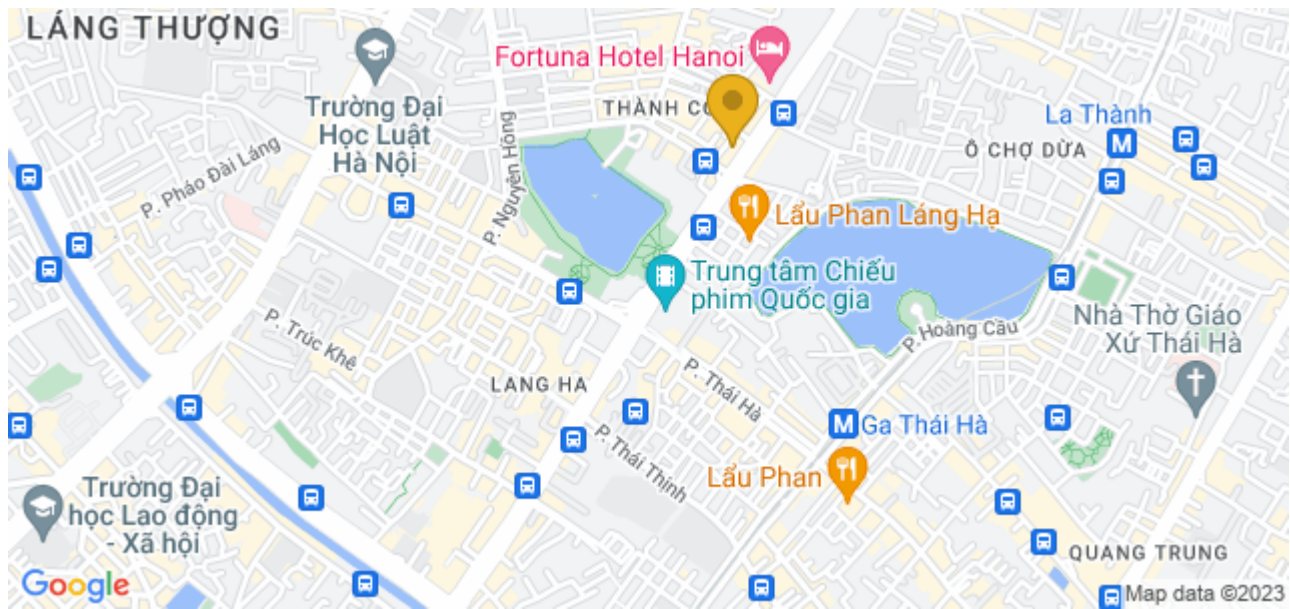 LÁNG THƯỢNG
Fortuna Hotel Hanoi
Trường Đại
Học Luật
Hà Nội
THÀNH CÔ
La Thành
M
Ô CHỢ DỪA
P. Pháo Đài Láng
P. Nguyên Hồng
Lẩu Phan Láng Hạ
Trung tâm Chiếu
phim Quốc gia
P. Trúc Khê
P. Hoàng Cầu
Nhà Thờ Giáo
Xứ Thái Hà
LANG HA
P. Thái Hà
M
Ga Thái Hà
P. Thái Thịnh
Lẩu Phan
Trường Đại
học Lao động
- Xã hội
QUANG TRUNG
Google
Map data ©2023